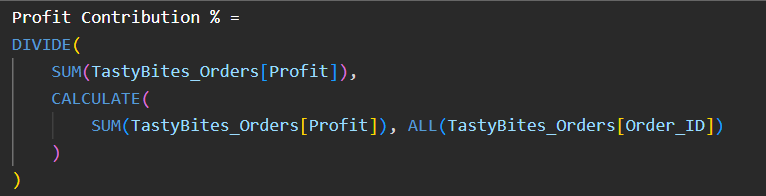 Profit Contribution % =
DIVIDE(
SUM(TastyBites_Orders[Profit]),
CALCULATE(
SUM(TastyBites_Orders[Profit]), ALL(TastyBites_Orders[Order_ID])
)
)